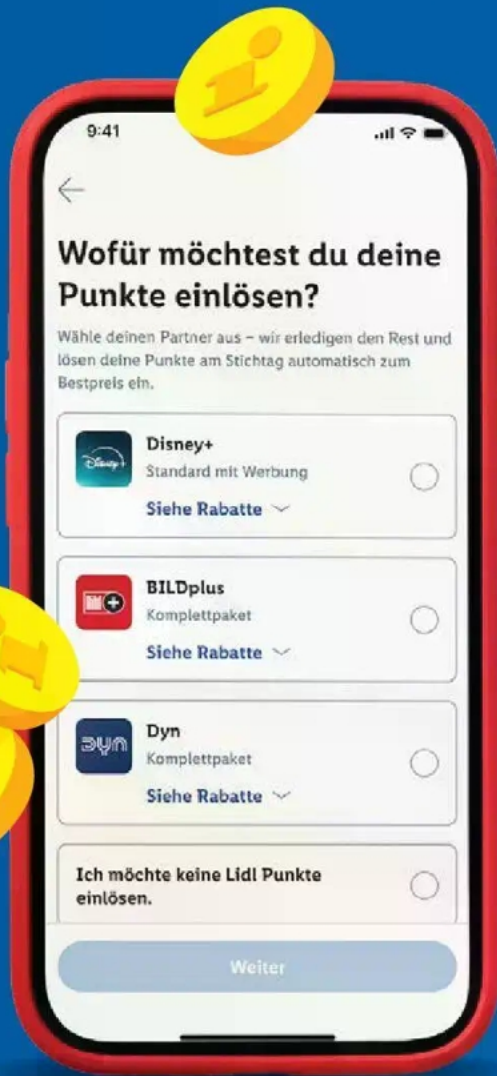 9:41
Wofür möchtest du deine
Punkte einlösen?
Wähle deinen Partner aus – wir erledigen den Rest und
lösen deine Punkte am Stichtag automatisch zum
Bestpreis ein.
Disney+
Disney+
Standard mit Werbung
Siehe Rabatte
BILDplus
Komplettpaket
Siehe Rabatte
DYN
Dyn
Komplettpaket
Siehe Rabatte
Ich möchte keine Lidl Punkte
einlösen.
Weiter